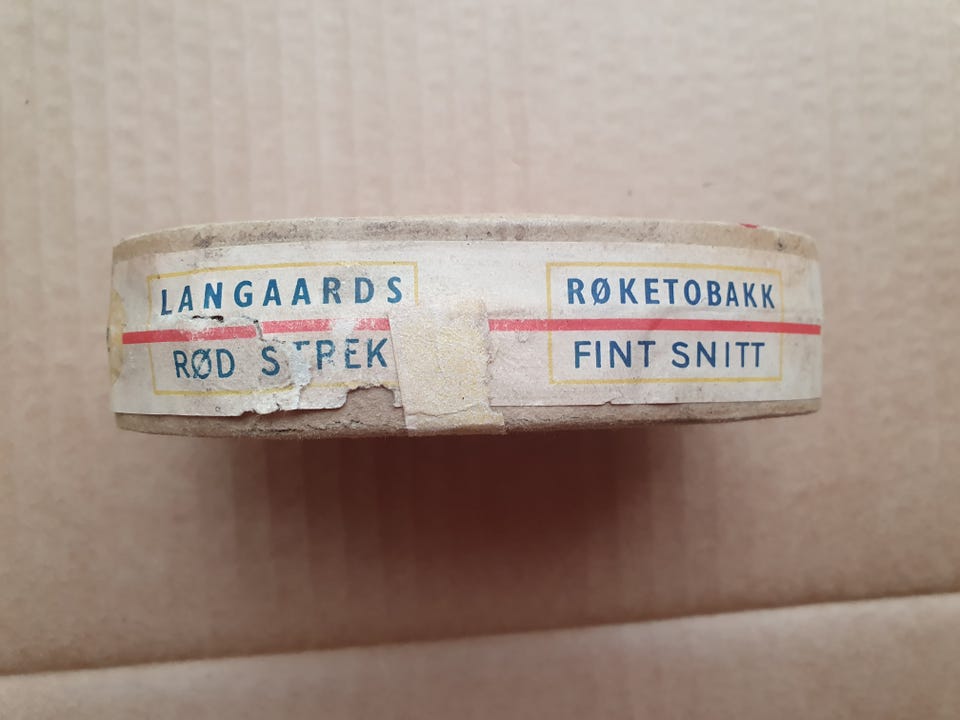 LANGAARDS
RØD STREK
RØKETOBAKK
FINT SNITT